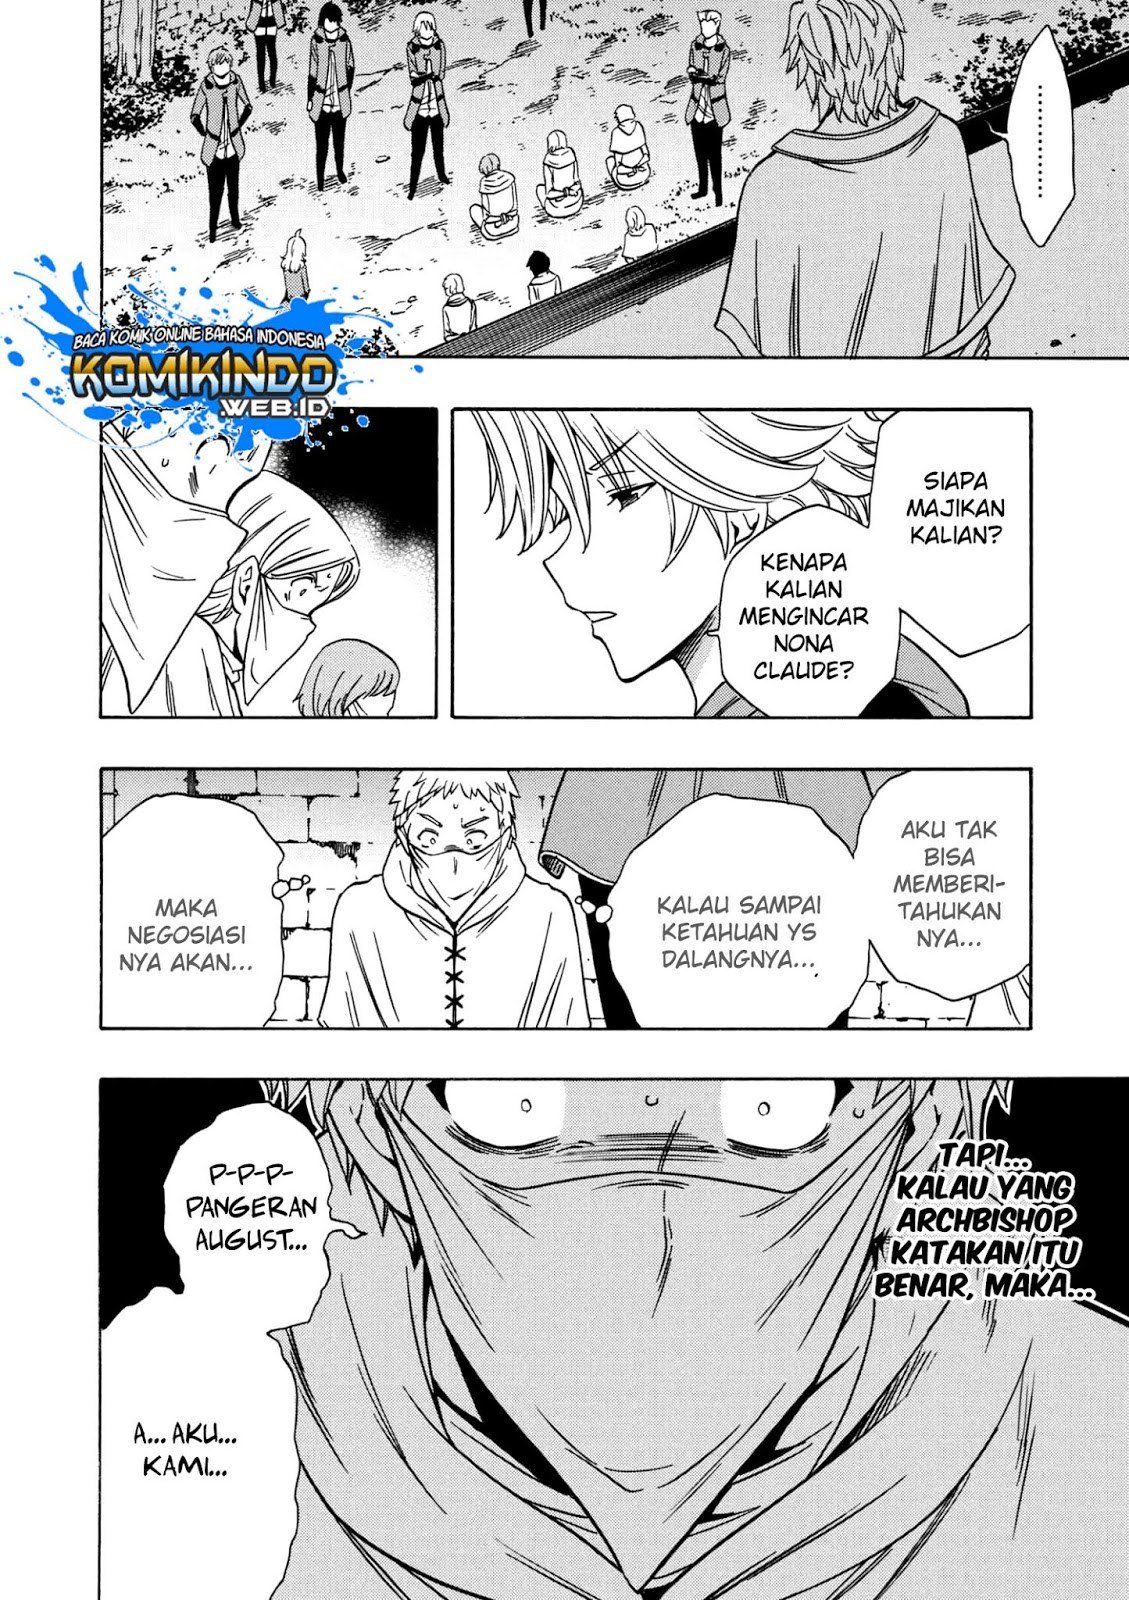 ...........
BACA KOMIK ONLINE BAHASA INDONESIA
KOMIKINDO
WEB.ID
SIAPA
MAJIKAN
KALIAN?
KENAPA
KALIAN
MENGINCAR
NONA
CLAUDE?
AKU TAK
BISA
MEMBERI-
TAHUKAN
NYA...
KALAU SAMPAI
KETAHUAN YS
DALANGNYA...
MAKA
NEGOSIASI
NYA AKAN...
TAPI...
KALAU YANG
ARCHBISHOP
KATAKAN ITU
BENAR, MAKA...
P-P-P-
PANGERAN
AUGUST...
A... AKU...
KAMI...